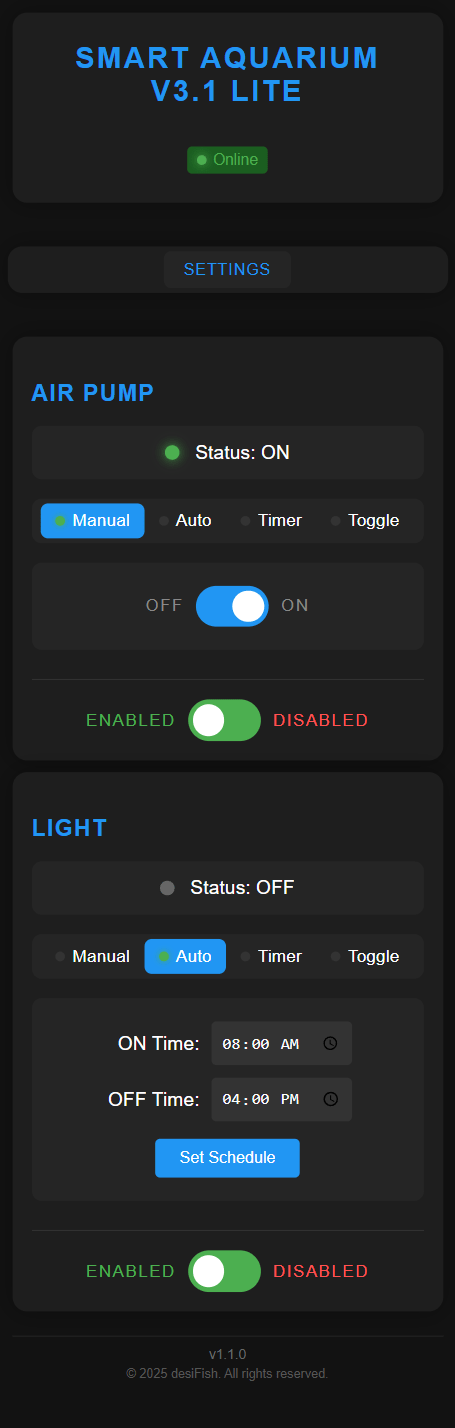 SMART AQUARIUM
V3.1 LITE
Online
SETTINGS
AIR PUMP
Status: ON
Manual Auto Timer Toggle
OFF ON
ENABLED DISABLED
LIGHT
Status: OFF
Manual Auto Timer Toggle
ON Time: 08:00 AM
OFF Time: 04:00 PM
Set Schedule
ENABLED DISABLED
v1.1.0
© 2025 desiFish. All rights reserved.